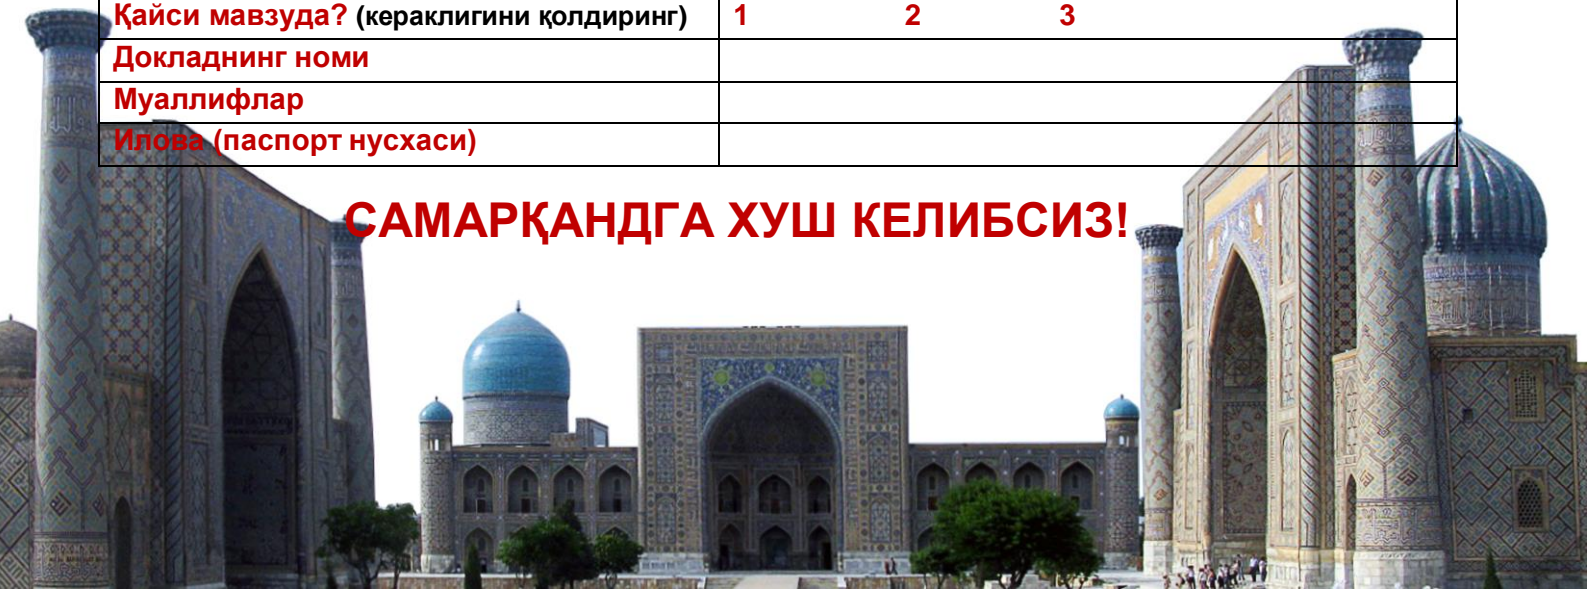 Қайси мавзуда? (кераклигини қолдиринг) 1 2 3
Докладнинг номи
Муаллифлар
Илова (паспорт нусхаси)
САМАРҚАНДГА ХУШ КЕЛИБСИЗ!